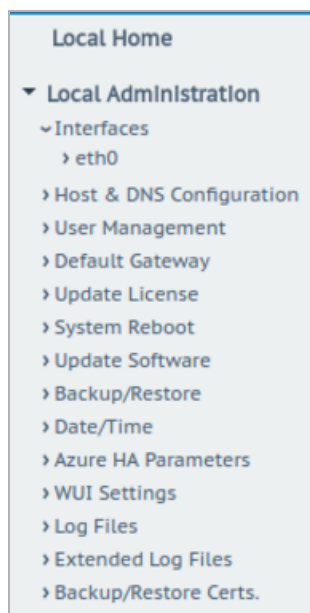 Local Home
Local Administration
Interfaces
eth0
Host & DNS Configuration
User Management
Default Gateway
Update License
System Reboot
Update Software
Backup/Restore
Date/Time
Azure HA Parameters
WUI Settings
Log Files
Extended Log Files
Backup/Restore Certs.